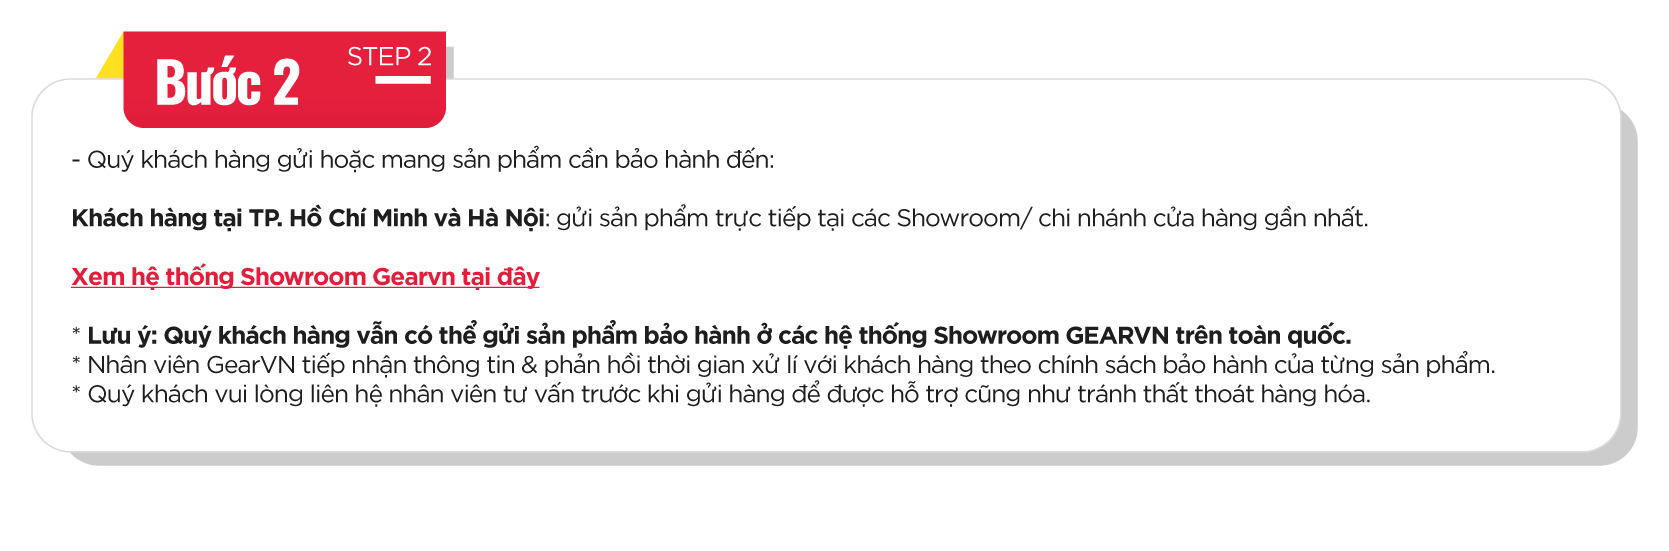 Bước 2
STEP 2
- Quý khách hàng gửi hoặc mang sản phẩm cần bảo hành đến:
Khách hàng tại TP. Hồ Chí Minh và Hà Nội: gửi sản phẩm trực tiếp tại các Showroom/ chi nhánh cửa hàng gần nhất.
Xem hệ thống Showroom Gearvn tại đây
* Lưu ý: Quý khách hàng vẫn có thể gửi sản phẩm bảo hành ở các hệ thống Showroom GEARVN trên toàn quốc.
* Nhân viên GearVN tiếp nhận thông tin & phản hồi thời gian xử lí với khách hàng theo chính sách bảo hành của từng sản phẩm.
* Quý khách vui lòng liên hệ nhân viên tư vấn trước khi gửi hàng để được hỗ trợ cũng như tránh thất thoát hàng hóa.